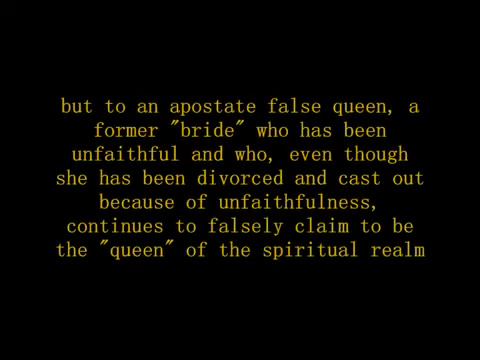 but to an apostate false queen, a
former "bride" who has been
unfaithful and who, even though
she has been divorced and cast out
because of unfaithfulness,
continues to falsely claim to be
the "queen" of the spiritual realm